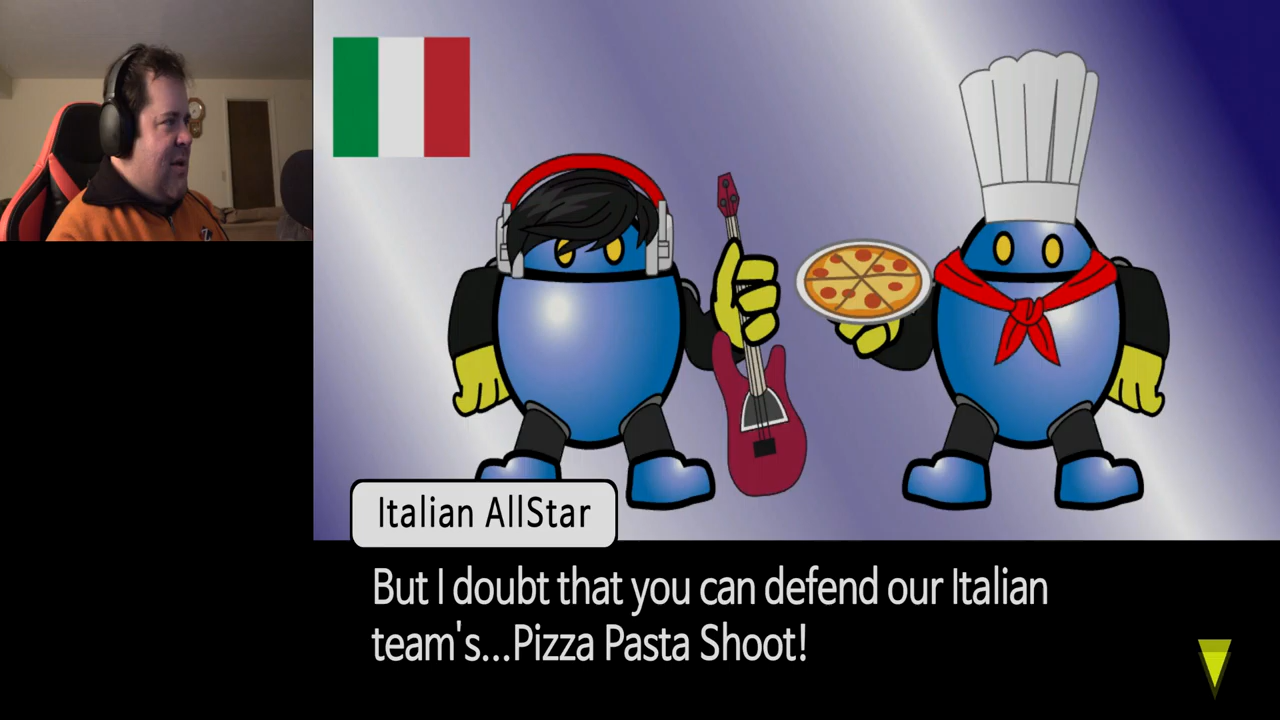 Italian AllStar
But I doubt that you can defend our Italian
team's...Pizza Pasta Shoot!